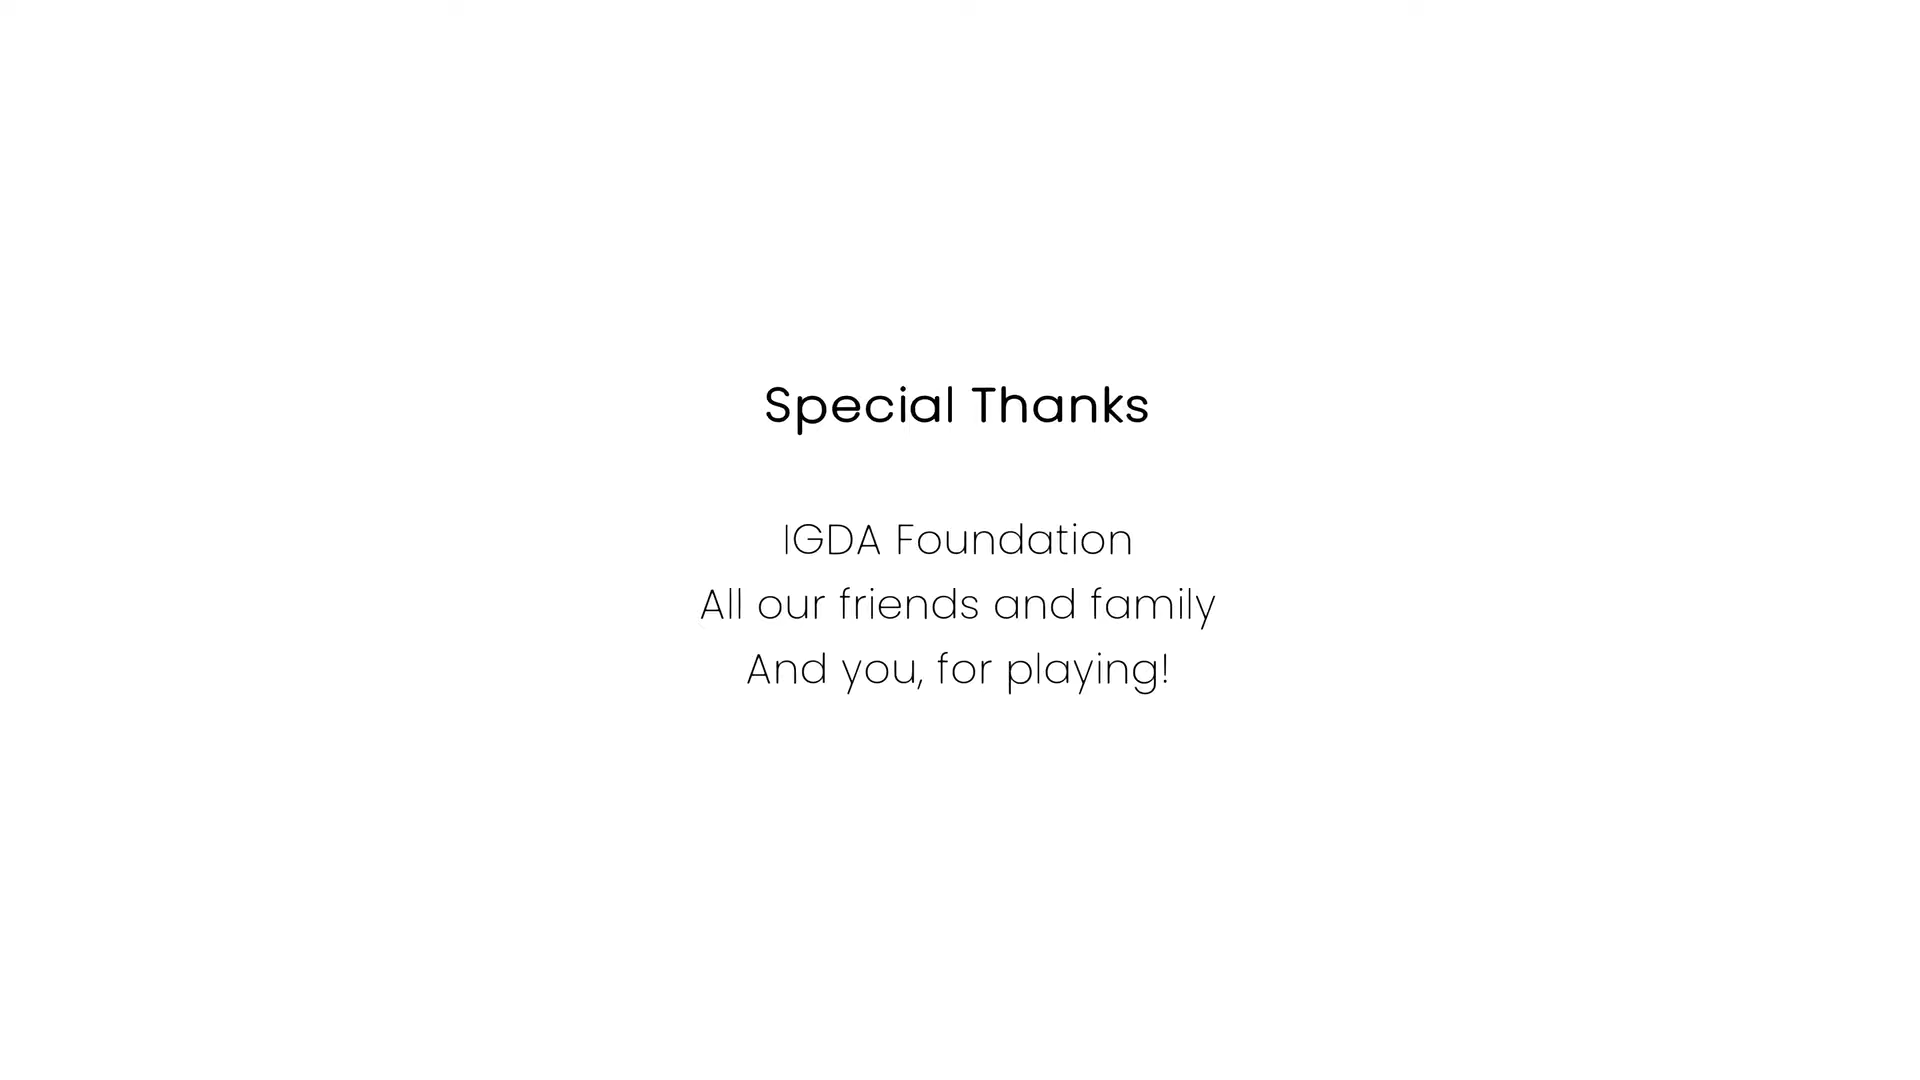 Special Thanks
IGDA Foundation
All our friends and family
And you, for playing!